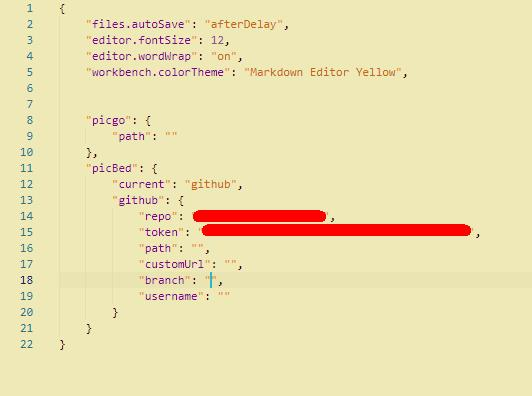 1 {
2 "files.autoSave": "afterDelay",
3 "editor.fontSize": 12,
4 "editor.wordWrap": "on",
5 "workbench.colorTheme": "Markdown Editor Yellow",
6
7
8 "picgo": {
9 "path": ""
10 },
11 "picBed": {
12 "current": "github",
13 "github": {
14 "repo": "",
15 "token": "",
16 "path": "",
17 "customUrl": "",
18 "branch": "",
19 "username": ""
20 }
21 }
22 }